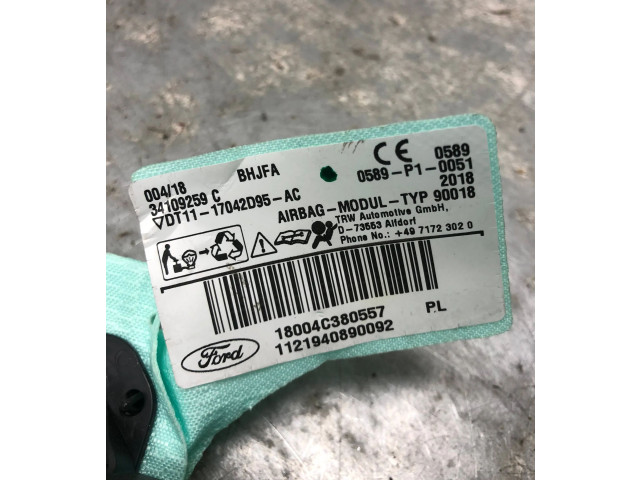 004/18 BHJFA
34109259 C
DT11-17042D95-AC
CE 0589
0589-P1-0051
2018
AIRBAG-MODUL-TYP 90018
TRW Automotive GmbH,
D-73553 Alfdorf
Phone No.: +49 7172 302 0
18004C380557 P.L
1121940890092
Ford